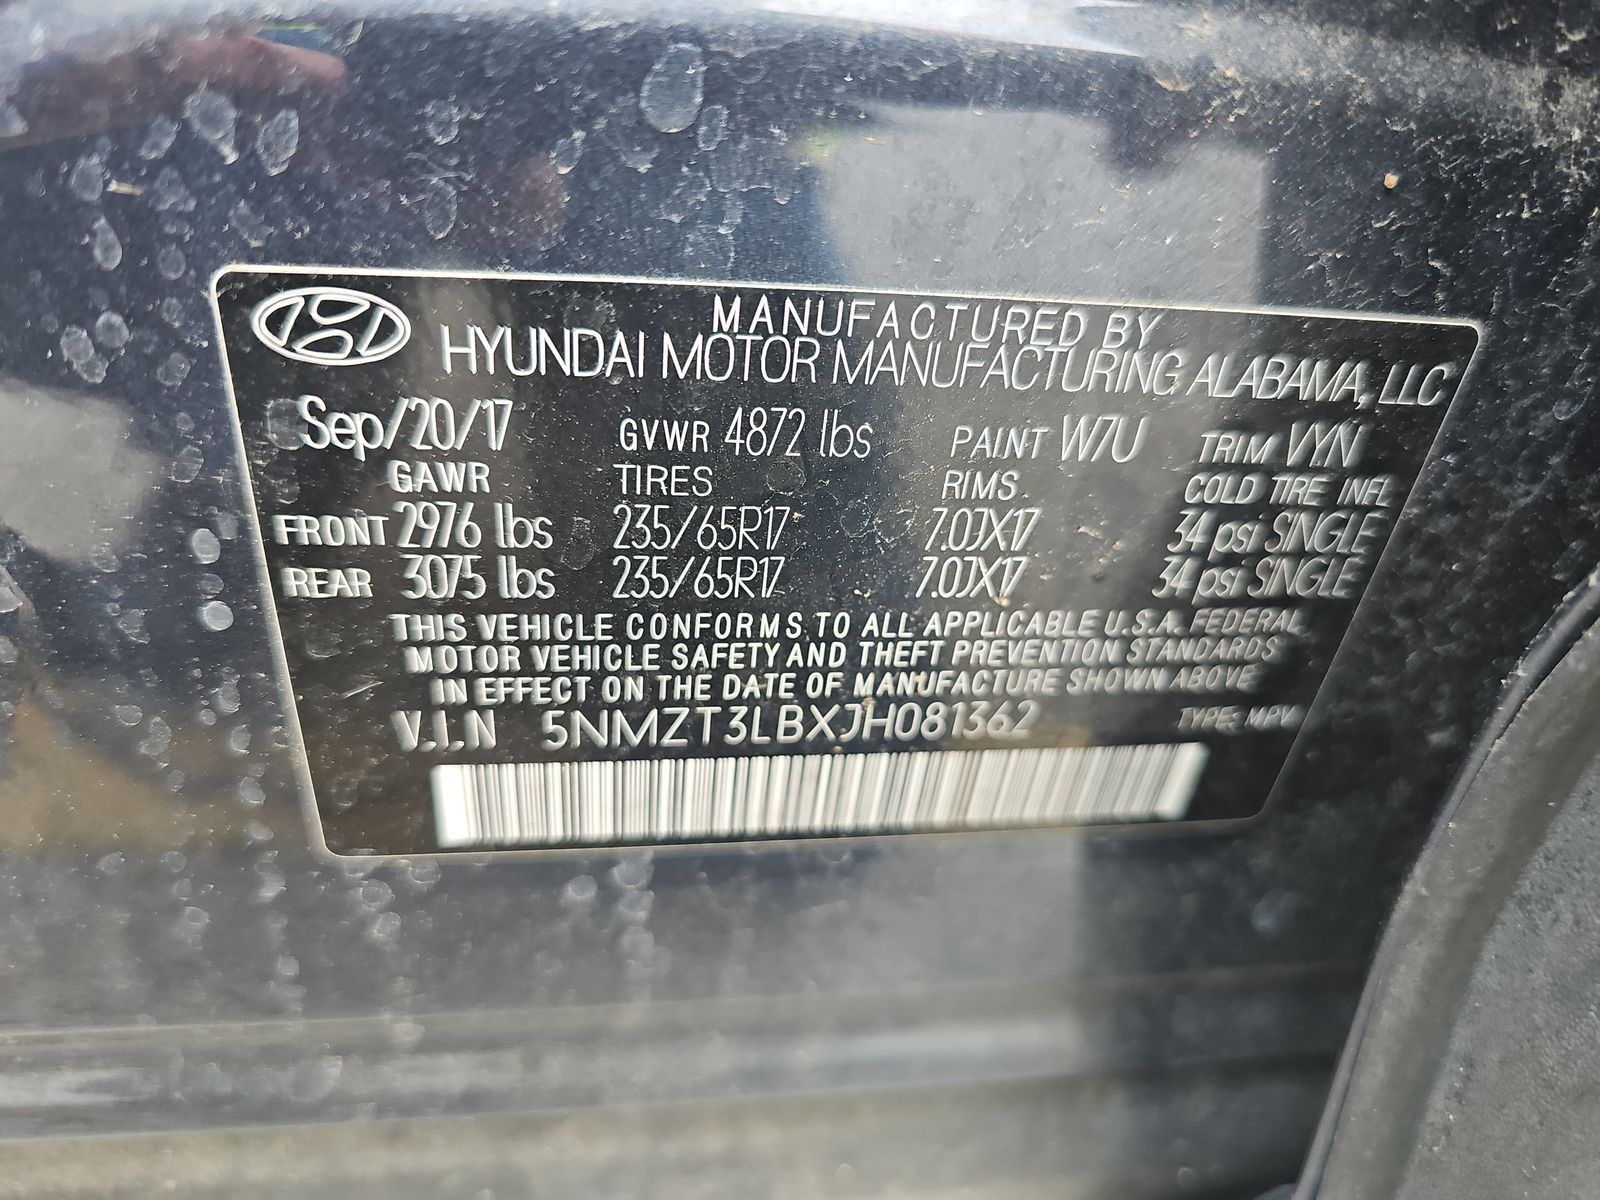 MANUFACTURED BY
HYUNDAI MOTOR MANUFACTURING ALABAMA, LLC
Sep/20/17 GVWR 4872 lbs PAINT W7U TRIM VYN
GAWR TIRES RIMS COLD TIRE INFL
FRONT 2976 lbs 235/65R17 7.0JX17 34 psi SINGLE
REAR 3075 lbs 235/65R17 7.0JX17 34 psi SINGLE
THIS VEHICLE CONFORMS TO ALL APPLICABLE U.S.A. FEDERAL
MOTOR VEHICLE SAFETY AND THEFT PREVENTION STANDARDS
IN EFFECT ON THE DATE OF MANUFACTURE SHOWN ABOVE
V.I.N 5NMZT3LBXJH081362 TYPE: MPV